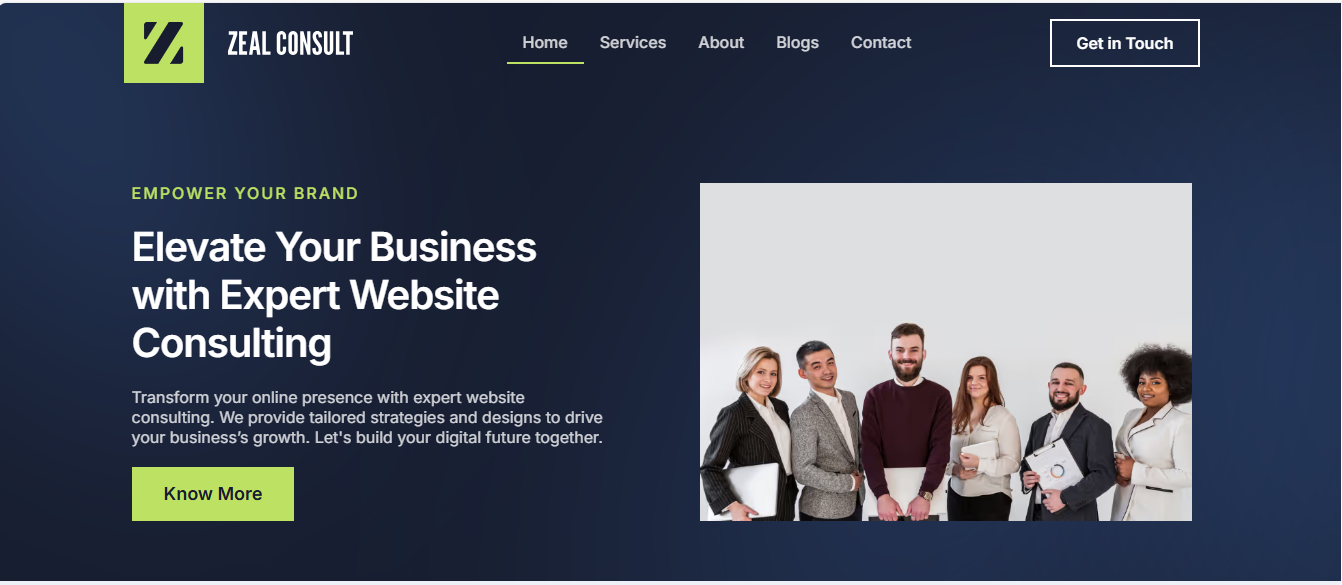 ZEAL CONSULT
Home Services About Blogs Contact
Get in Touch
EMPOWER YOUR BRAND
Elevate Your Business
with Expert Website
Consulting
Transform your online presence with expert website
consulting. We provide tailored strategies and designs to drive
your business’s growth. Let's build your digital future together.
Know More